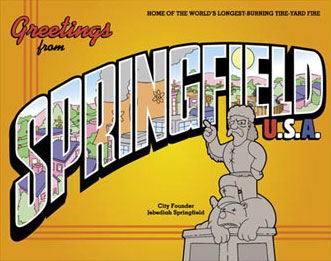 HOME OF THE WORLD'S LONGEST-BURNING TIRE-YARD FIRE
Greetings
from
SPRINGFIELD
U.S.A.
City Founder
Jebediah Springfield